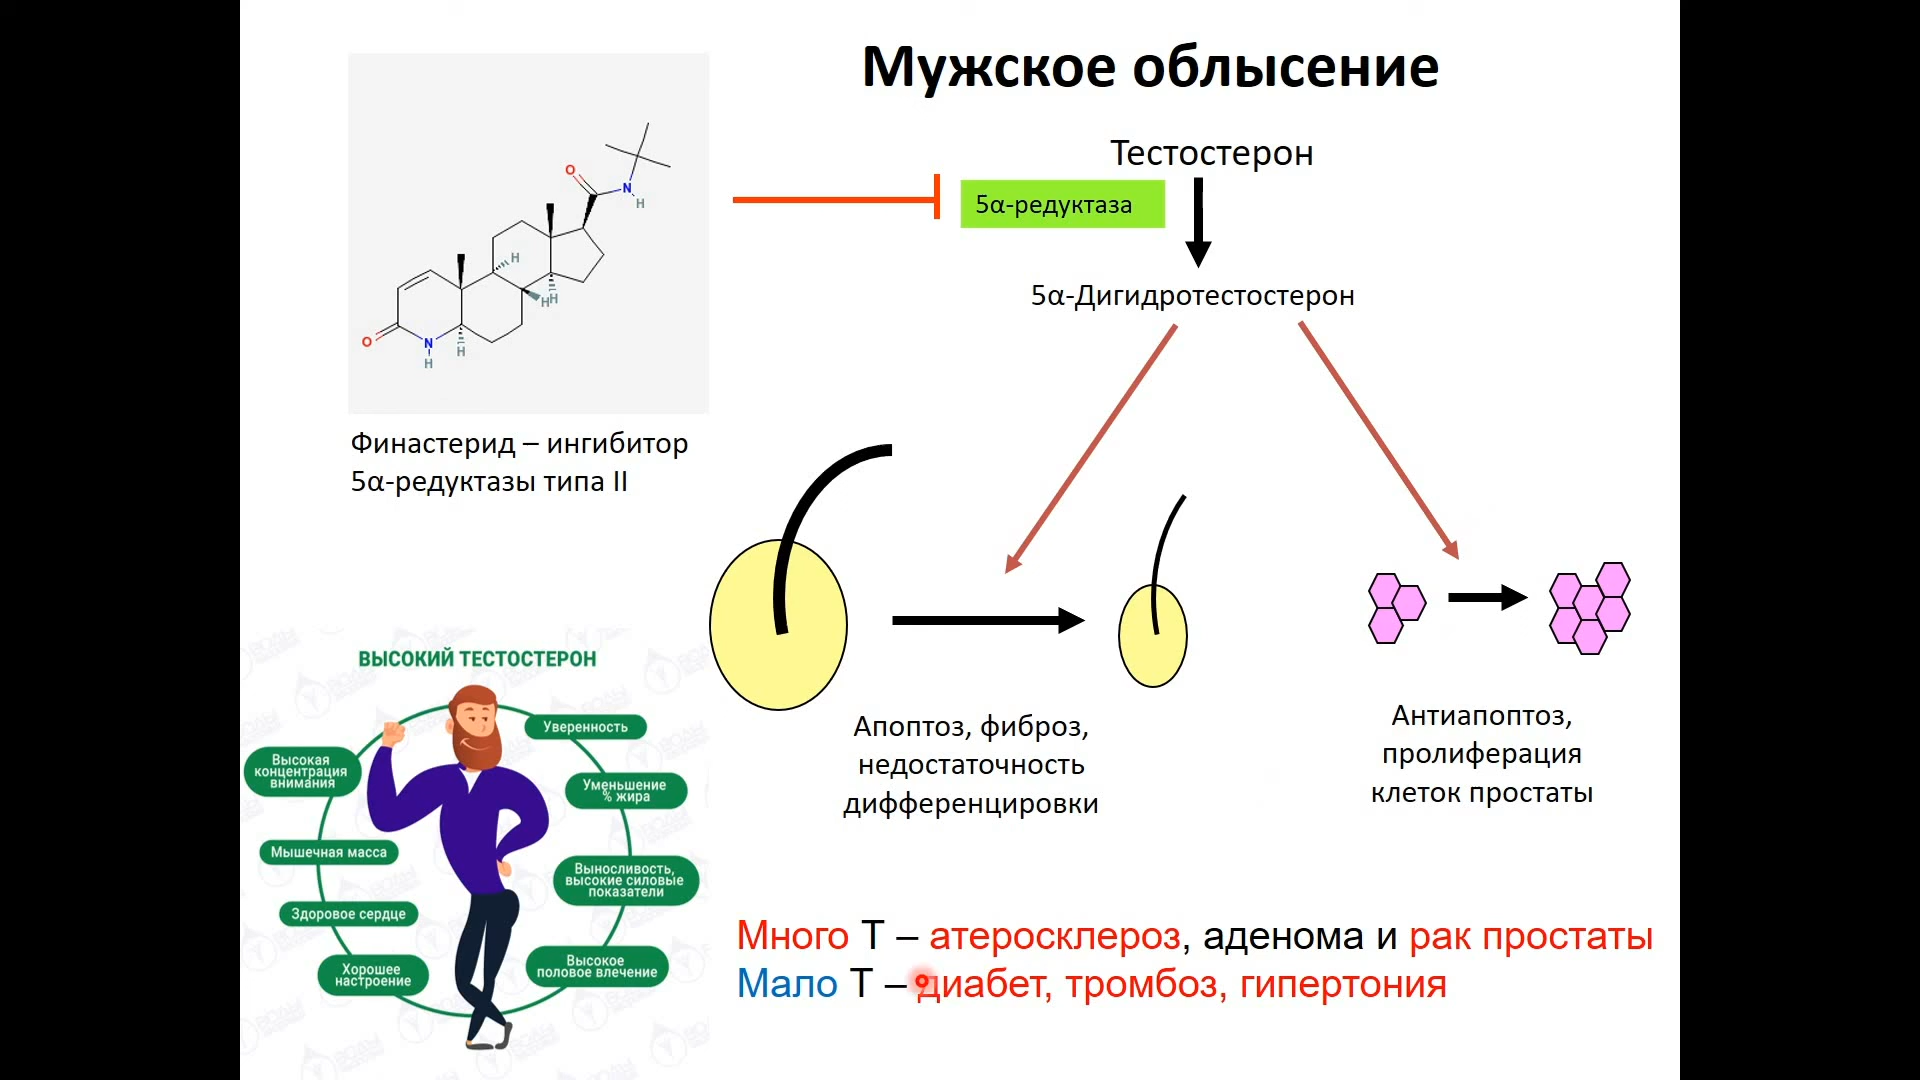 Мужское облысение
Тестостерон
5α-редуктаза
5α-Дигидротестостерон
O
N
H
H
H
H
H
O
N
H
Финастерид – ингибитор
5α-редуктазы типа II
Апоптоз, фиброз,
недостаточность
дифференцировки
Антиапоптоз,
пролиферация
клеток простаты
ВЫСОКИЙ ТЕСТОСТЕРОН
Уверенность
Высокая
концентрация
внимания
Уменьшение
% жира
Мышечная масса
Выносливость,
высокие силовые
показатели
Здоровое сердце
Хорошее
настроение
Высокое
половое влечение
Много Т – атеросклероз, аденома и рак простаты
Мало Т – диабет, тромбоз, гипертония